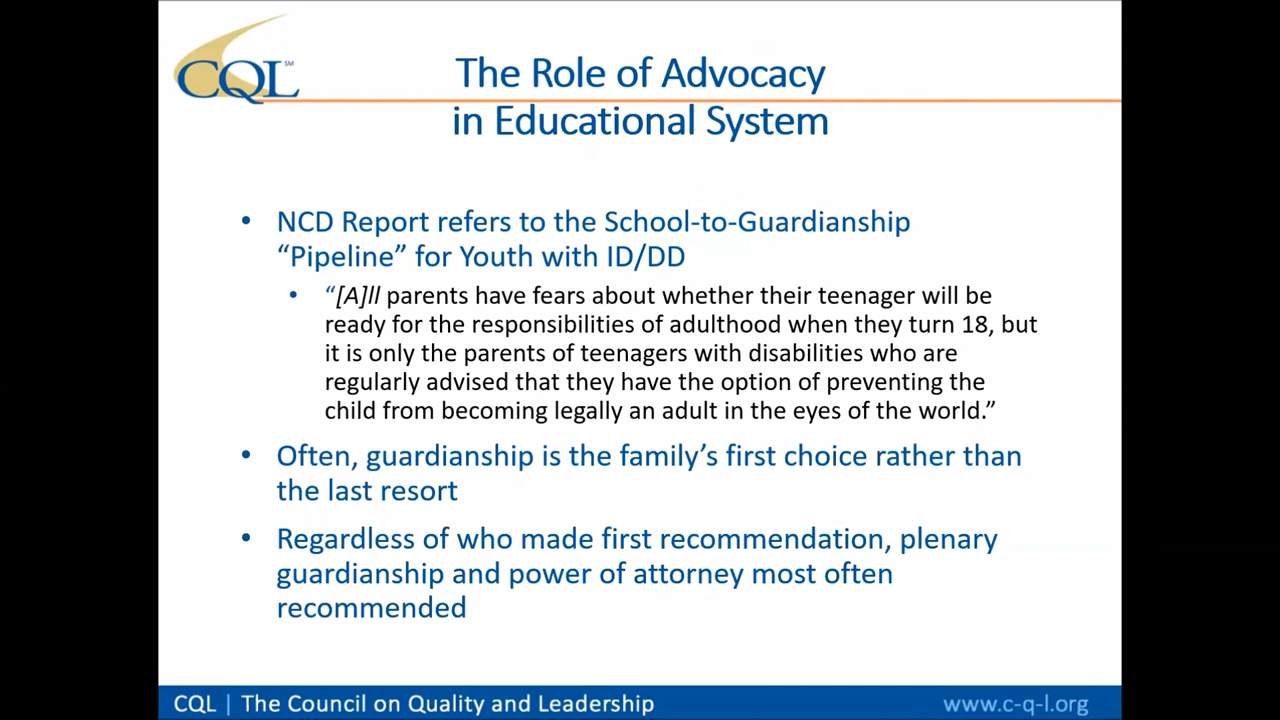 CQL℠
The Role of Advocacy
in Educational System
• NCD Report refers to the School-to-Guardianship
“Pipeline” for Youth with ID/DD
• “[A]ll parents have fears about whether their teenager will be
ready for the responsibilities of adulthood when they turn 18, but
it is only the parents of teenagers with disabilities who are
regularly advised that they have the option of preventing the
child from becoming legally an adult in the eyes of the world.”
• Often, guardianship is the family’s first choice rather than
the last resort
• Regardless of who made first recommendation, plenary
guardianship and power of attorney most often
recommended
CQL | The Council on Quality and Leadership
www.c-q-l.org